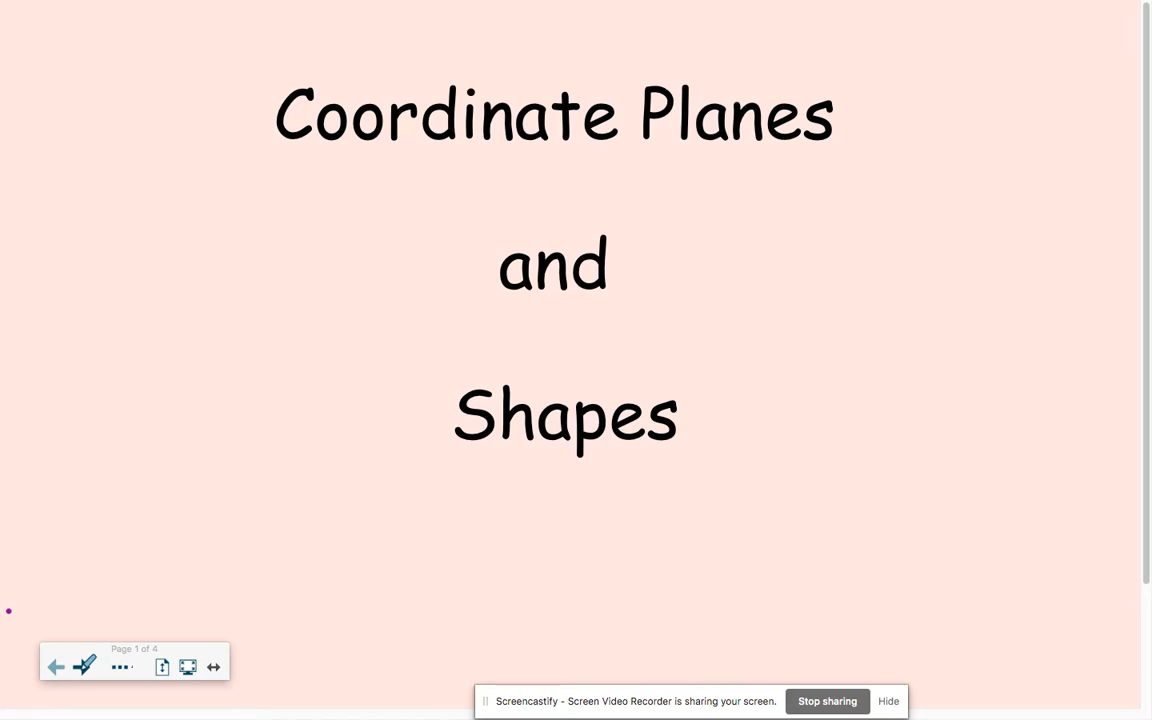 Coordinate Planes
and
Shapes
Page 1 of 4
Screencastify - Screen Video Recorder is sharing your screen.
Stop sharing
Hide